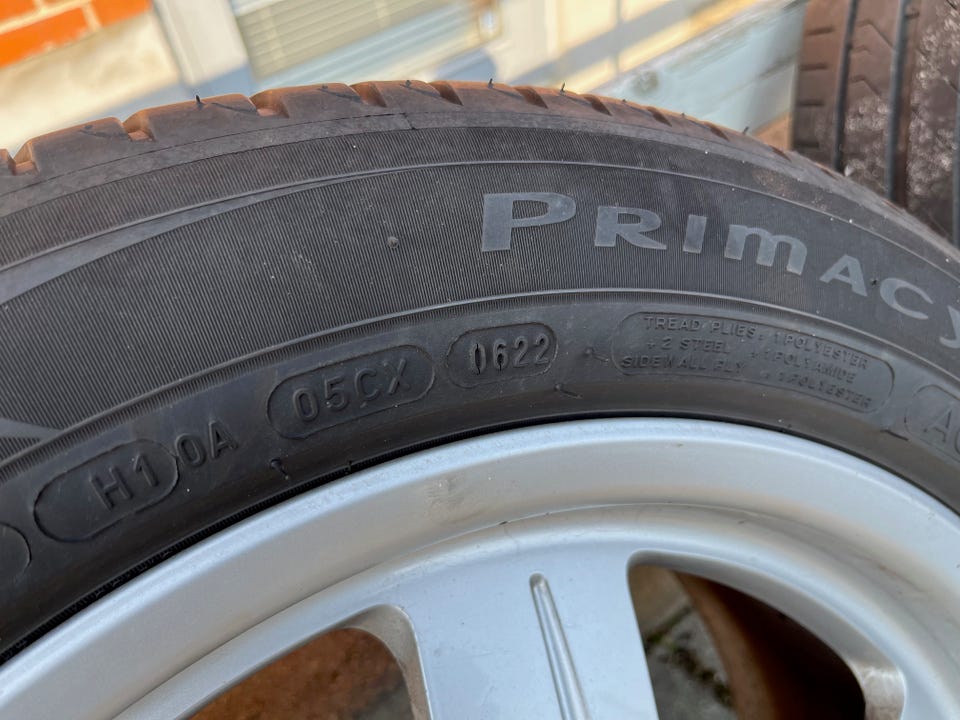 PRIMACY
H1 0A
05CX
0622
TREAD PLIES: 1 POLYESTER
+ 2 STEEL + 1 POLYAMIDE
SIDEWALL PLY = 1 POLYESTER